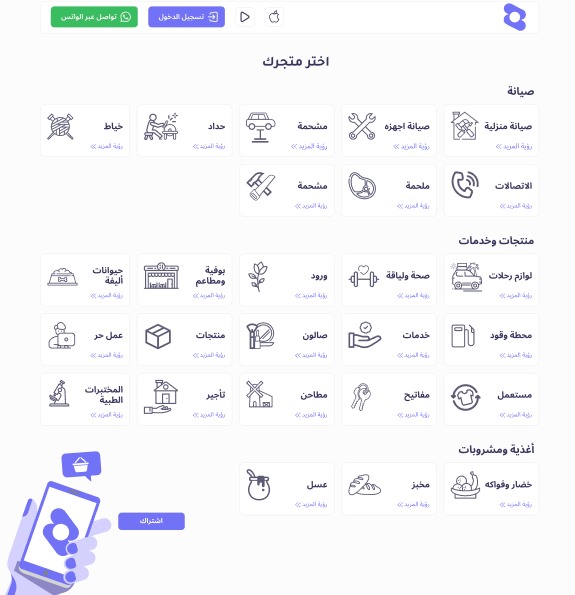 تسجيل الدخول
تواصل عبر الواتس
اختر متجرك
صيانة
صيانة منزلية
رؤية المزيد
صيانة اجهزه
رؤية المزيد
مشحمة
رؤية المزيد
حداد
رؤية المزيد
خياط
رؤية المزيد
الاتصالات
رؤية المزيد
ملحمة
رؤية المزيد
مشحمة
رؤية المزيد
منتجات وخدمات
لوازم رحلات
رؤية المزيد
صحة ولياقة
رؤية المزيد
ورود
رؤية المزيد
بوفية
ومطاعم
رؤية المزيد
حيوانات
أليفة
رؤية المزيد
محطة وقود
رؤية المزيد
خدمات
رؤية المزيد
صالون
رؤية المزيد
منتجات
رؤية المزيد
عمل حر
رؤية المزيد
مستعمل
رؤية المزيد
مفاتيح
رؤية المزيد
مطاحن
رؤية المزيد
تأجير
رؤية المزيد
المختبرات
الطبية
رؤية المزيد
أغذية ومشروبات
خضار وفواكه
رؤية المزيد
مخبز
رؤية المزيد
عسل
رؤية المزيد
اشتراك